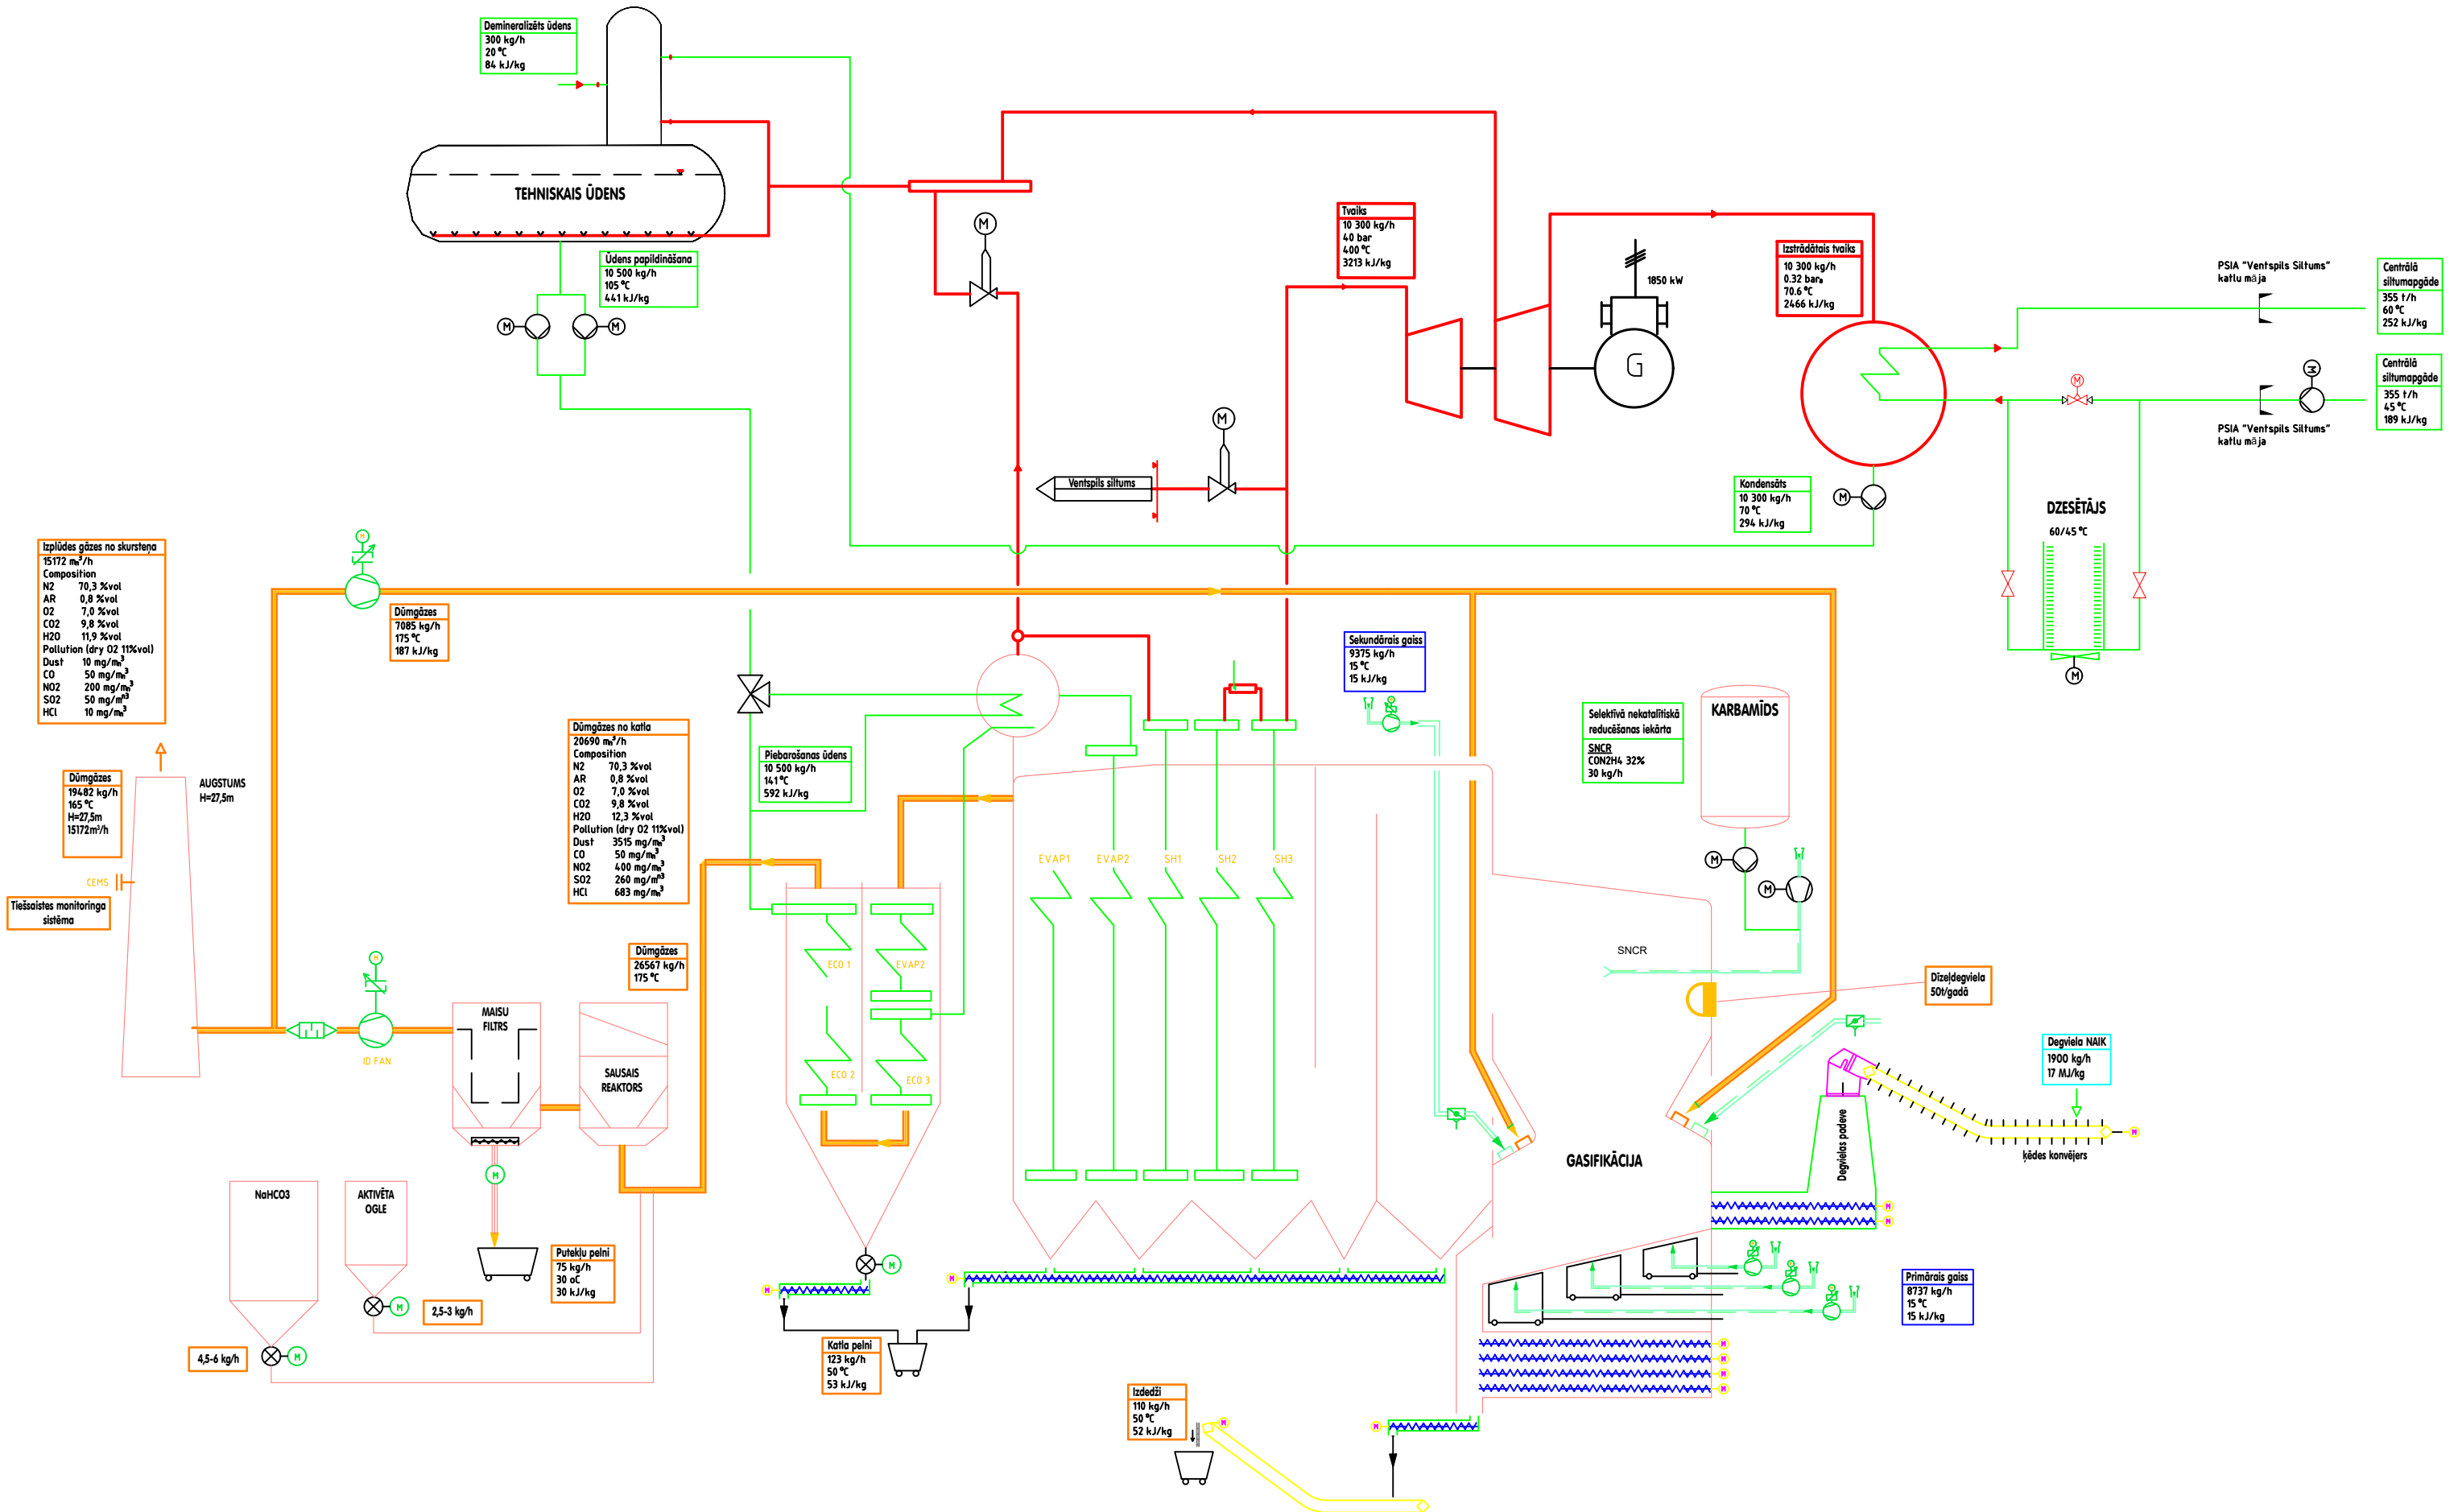 Demineralizēts ūdens
300 kg/h
20 °C
84 kJ/kg
TEHNISKAIS ŪDENS
Ūdens papildināšana
10 500 kg/h
105 °C
441 kJ/kg
M
M
M
Tvaiks
10 300 kg/h
40 bar
400 °C
3213 kJ/kg
1850 kW
G
Izstrādātais tvaiks
10 300 kg/h
0.32 barₐ
70.6 °C
2466 kJ/kg
PSIA "Ventspils Siltums"
katlu māja
Centrālā
siltumapgāde
355 t/h
60 °C
252 kJ/kg
M
M
Centrālā
siltumapgāde
355 t/h
45 °C
189 kJ/kg
PSIA "Ventspils Siltums"
katlu māja
M
Ventspils siltums
Kondensāts
10 300 kg/h
70 °C
294 kJ/kg
M
DZESĒTĀJS
60/45 °C
M
Izplūdes gāzes no skursteņa
15172 mₙ³/h
Composition
N2 70,3 %vol
AR 0,8 %vol
O2 7,0 %vol
CO2 9,8 %vol
H2O 11,9 %vol
Pollution (dry O2 11%vol)
Dust 10 mg/mₙ³
CO 50 mg/mₙ³
NO2 200 mg/mₙ³
SO2 50 mg/mⁿ³
HCl 10 mg/mₙ³
M
Dūmgāzes
7085 kg/h
175 °C
187 kJ/kg
Sekundārais gaiss
9375 kg/h
15 °C
15 kJ/kg
Dūmgāzes no katla
20690 mₙ³/h
Composition
N2 70,3 %vol
AR 0,8 %vol
O2 7,0 %vol
CO2 9,8 %vol
H2O 12,3 %vol
Pollution (dry O2 11%vol)
Dust 3515 mg/mₙ³
CO 50 mg/mₙ³
NO2 400 mg/mₙ³
SO2 260 mg/mⁿ³
HCl 683 mg/mₙ³
Piebarošanas ūdens
10 500 kg/h
141 °C
592 kJ/kg
Selektīvā nekatalītiskā
reducēšanas iekārta
SNCR
CON2H4 32%
30 kg/h
KARBAMĪDS
M
M
Dūmgāzes
19482 kg/h
165 °C
H=27,5m
15172m³/h
AUGSTUMS
H=27,5m
CEMS
Tiešsaistes monitoringa
sistēma
EVAP1
EVAP2
SH1
SH2
SH3
SNCR
Dūmgāzes
26567 kg/h
175 °C
ECO 1
EVAP2
ECO 2
ECO 3
M
ID FAN
MAISU
FILTRS
SAUSAIS
REAKTORS
Dīzeļdegviela
50t/gadā
Degviela NAIK
1900 kg/h
17 MJ/kg
M
ķēdes konvējers
Degvielas padeve
GASIFIKĀCIJA
M
M
NaHCO3
AKTIVĒTA
OGLE
M
Putekļu pelni
75 kg/h
30 oC
30 kJ/kg
M
2,5-3 kg/h
4,5-6 kg/h
M
M
M
M
Katla pelni
123 kg/h
50 °C
53 kJ/kg
Primārais gaiss
8737 kg/h
15 °C
15 kJ/kg
M
M
M
M
Izdedži
110 kg/h
50 °C
52 kJ/kg
M
M